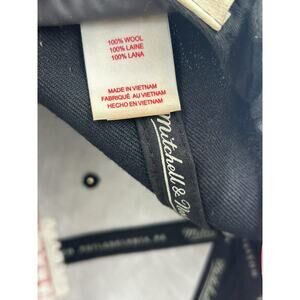 100% WOOL
100% LAINE
100% LANA
MADE IN VIETNAM
FABRIQUÉ AU VIETNAM
HECHO EN VIETNAM
Mitchell &